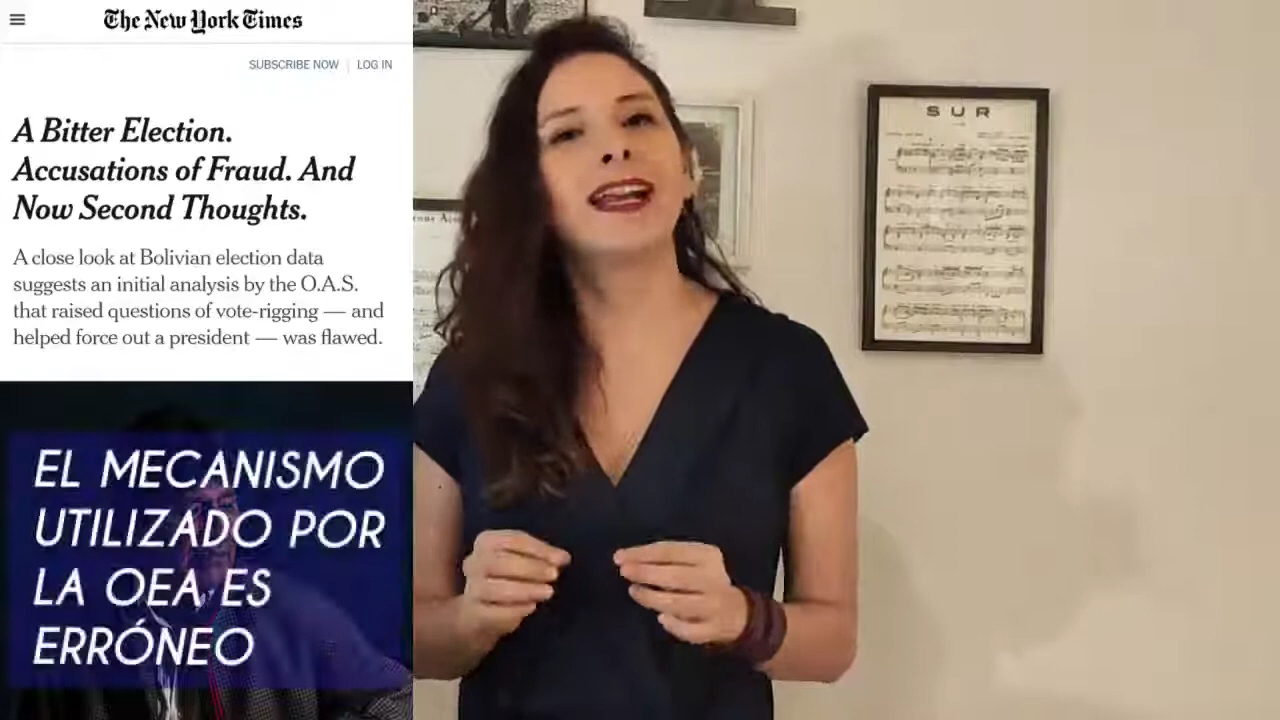 The New York Times
SUBSCRIBE NOW | LOG IN
A Bitter Election.
Accusations of Fraud. And
Now Second Thoughts.
A close look at Bolivian election data
suggests an initial analysis by the O.A.S.
that raised questions of vote-rigging — and
helped force out a president — was flawed.
EL MECANISMO
UTILIZADO POR
LA OEA ES
ERRÓNEO
SUR